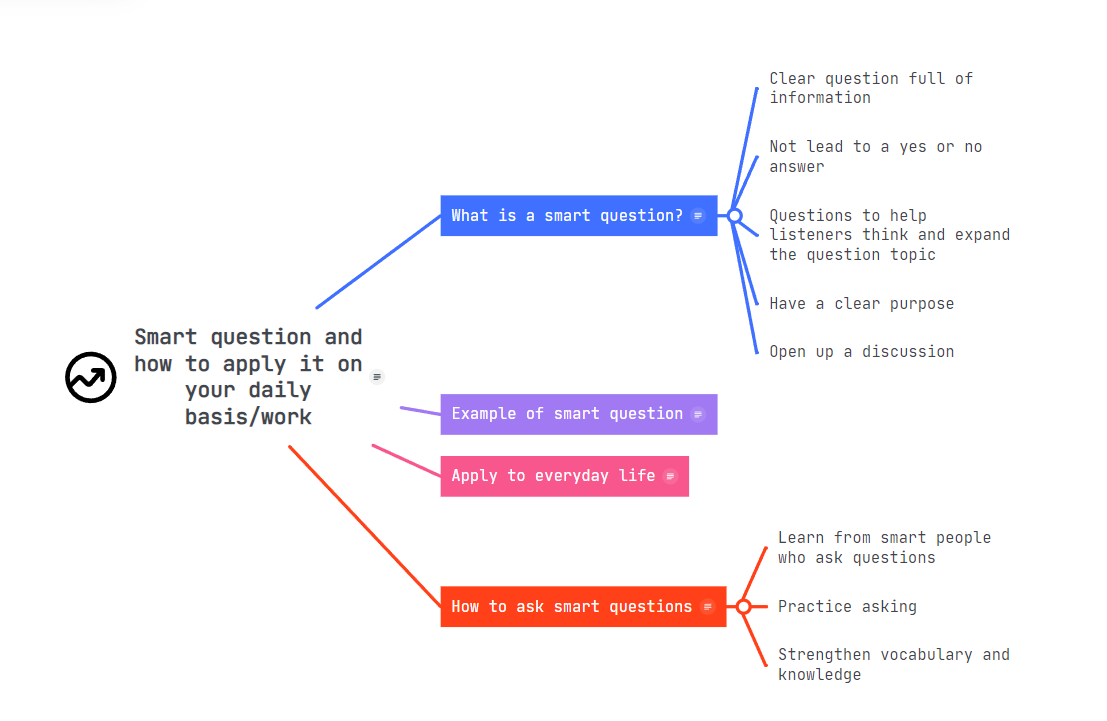 Smart question and
how to apply it on
your daily
basis/work
What is a smart question?
Clear question full of
information
Not lead to a yes or no
answer
Questions to help
listeners think and expand
the question topic
Have a clear purpose
Open up a discussion
Example of smart question
Apply to everyday life
How to ask smart questions
Learn from smart people
who ask questions
Practice asking
Strengthen vocabulary and
knowledge